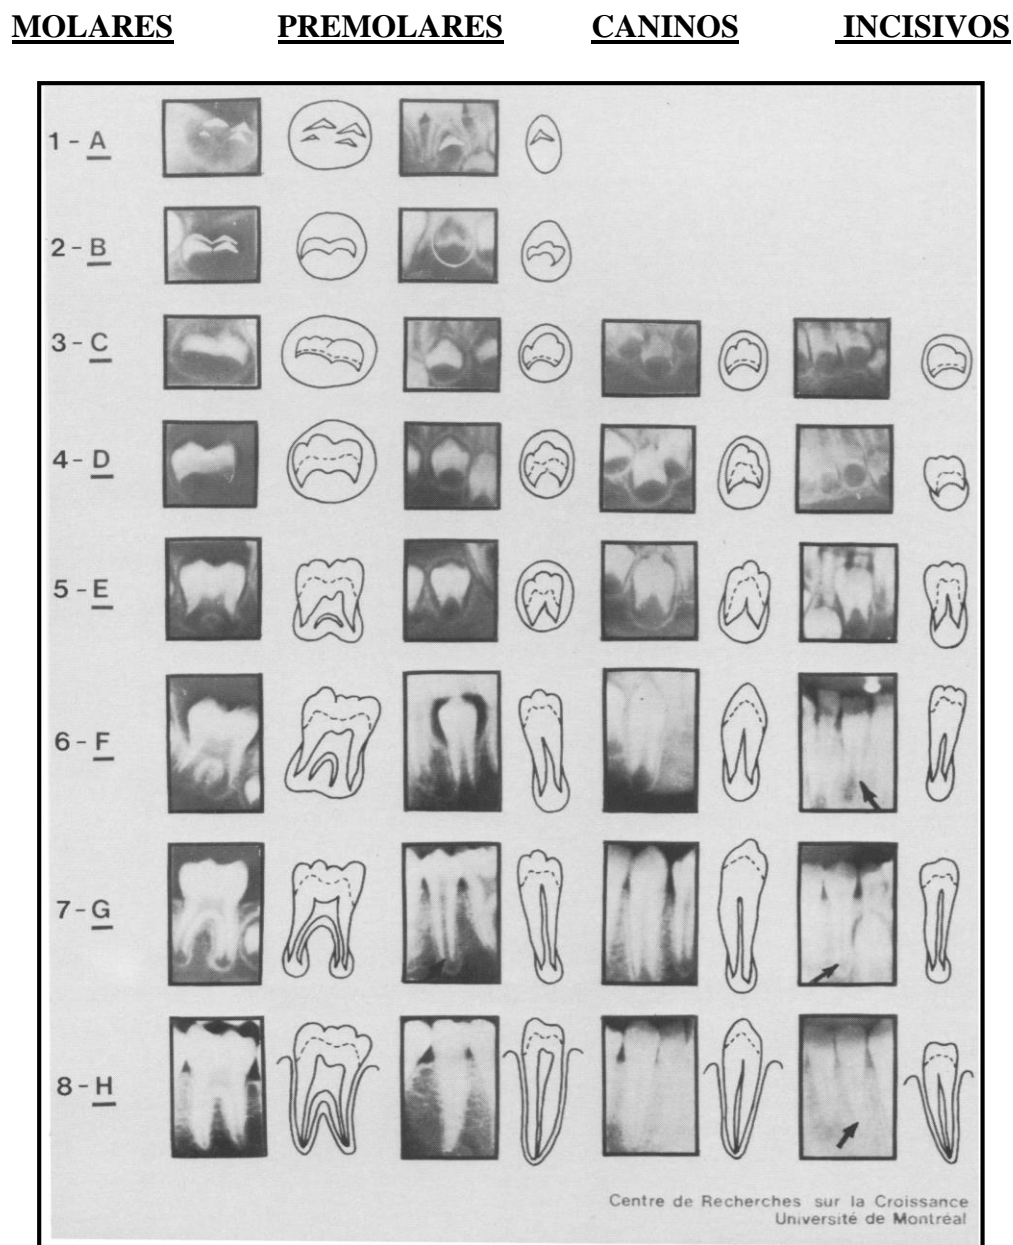 MOLARES PREMOLARES CANINOS INCISIVOS
1 - A
2 - B
3 - C
4 - D
5 - E
6 - F
7 - G
8 - H
Centre de Recherches sur la Croissance
Université de Montréal